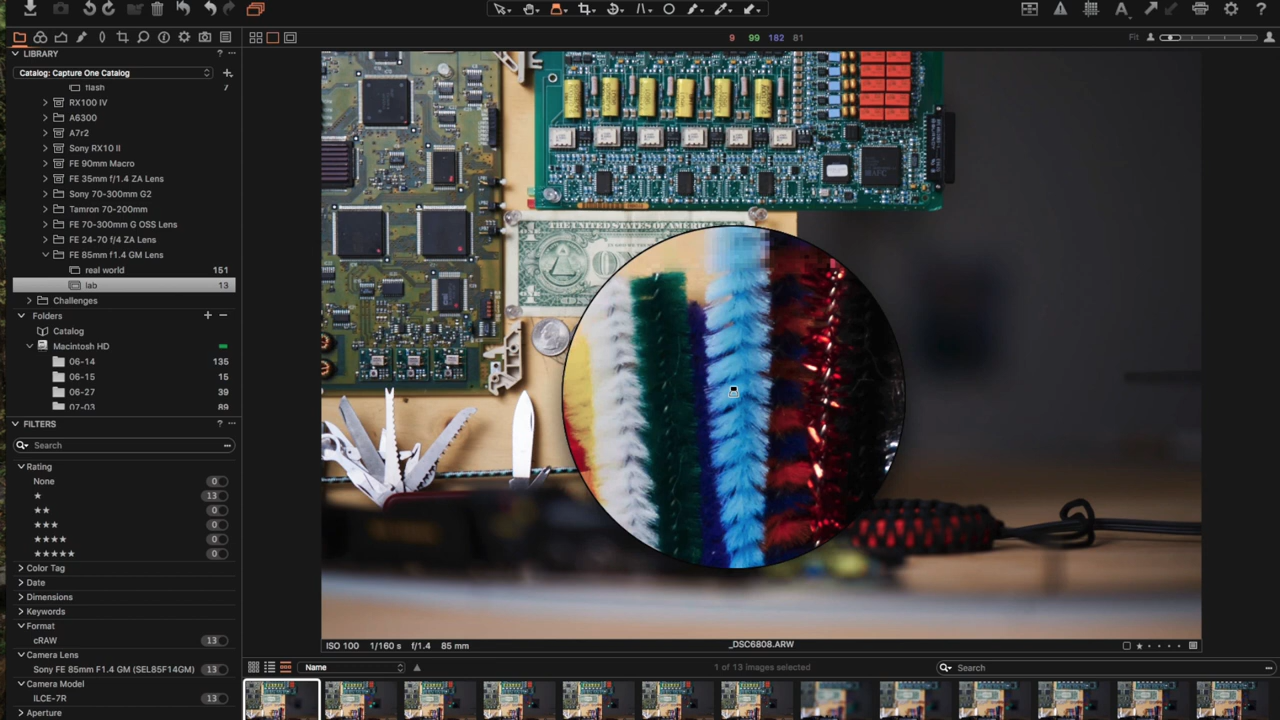 9 99 182 81
Fit
LIBRARY ? ...
Catalog: Capture One Catalog
flash 7
RX100 IV
A6300
A7r2
Sony RX10 II
FE 90mm Macro
FE 35mm f/1.4 ZA Lens
Sony 70-300mm G2
Tamron 70-200mm
FE 70-300mm G OSS Lens
FE 24-70 f/4 ZA Lens
FE 85mm f1.4 GM Lens
real world 151
lab 13
Challenges
Folders
Catalog
Macintosh HD
06-14 135
06-15 15
06-27 39
07-03 89
FILTERS ? ...
Search
Rating
None 0
★ 13
★★ 0
★★★ 0
★★★★ 0
★★★★★ 0
Color Tag
Date
Dimensions
Keywords
Format
cRAW 13
Camera Lens
Sony FE 85mm F1.4 GM (SEL85F14GM) 13
Camera Model
ILCE-7R 13
Aperture
THE UNITED STATES OF AMERICA
ISO 100 1/160 s f/1.4 85 mm
_DSC6808.ARW
Name
1 of 13 images selected
Search